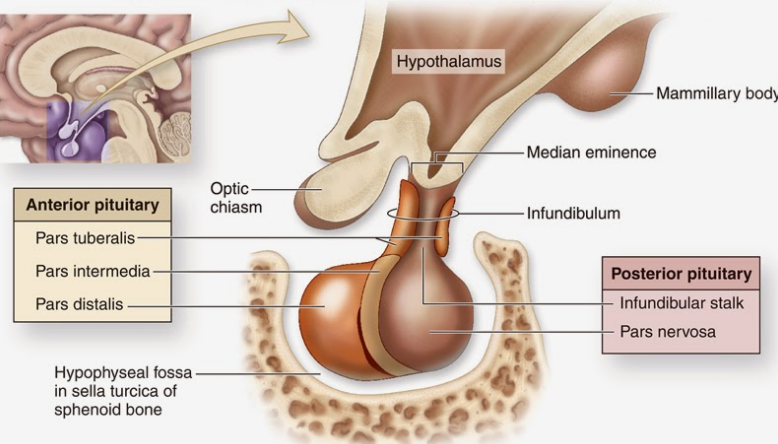 Hypothalamus
Mammillary body
Median eminence
Optic
chiasm
Infundibulum
Anterior pituitary
Pars tuberalis
Pars intermedia
Pars distalis
Posterior pituitary
Infundibular stalk
Pars nervosa
Hypophyseal fossa
in sella turcica of
sphenoid bone